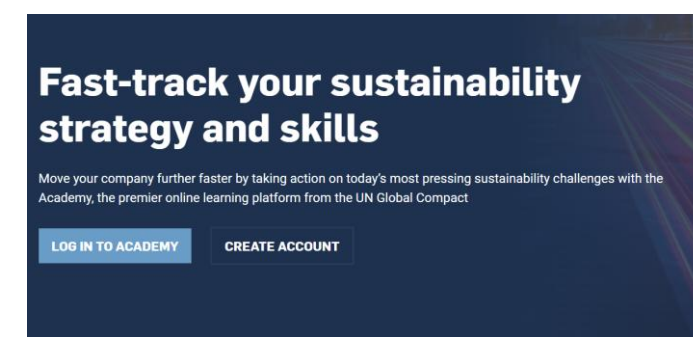 Fast-track your sustainability
strategy and skills
Move your company further faster by taking action on today's most pressing sustainability challenges with the
Academy, the premier online learning platform from the UN Global Compact
LOG IN TO ACADEMY
CREATE ACCOUNT